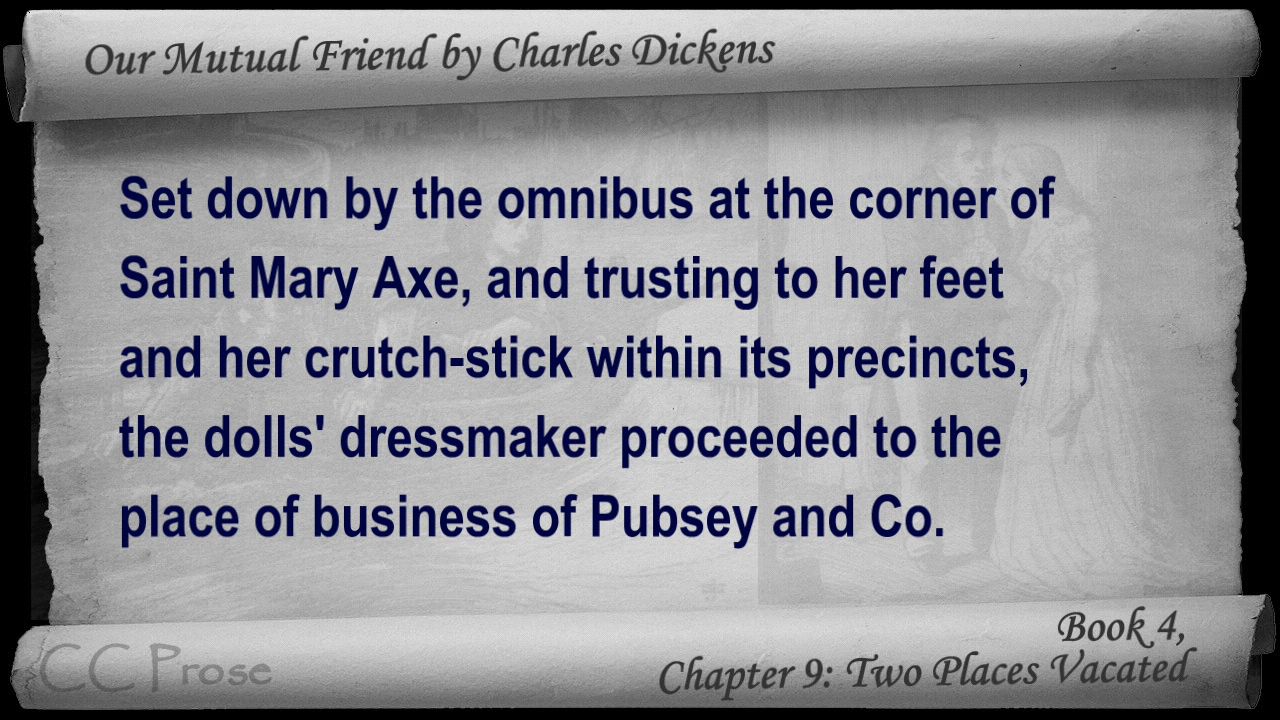 Our Mutual Friend by Charles Dickens
Set down by the omnibus at the corner of
Saint Mary Axe, and trusting to her feet
and her crutch-stick within its precincts,
the dolls' dressmaker proceeded to the
place of business of Pubsey and Co.
Book 4,
Chapter 9: Two Places Vacated
CC Prose